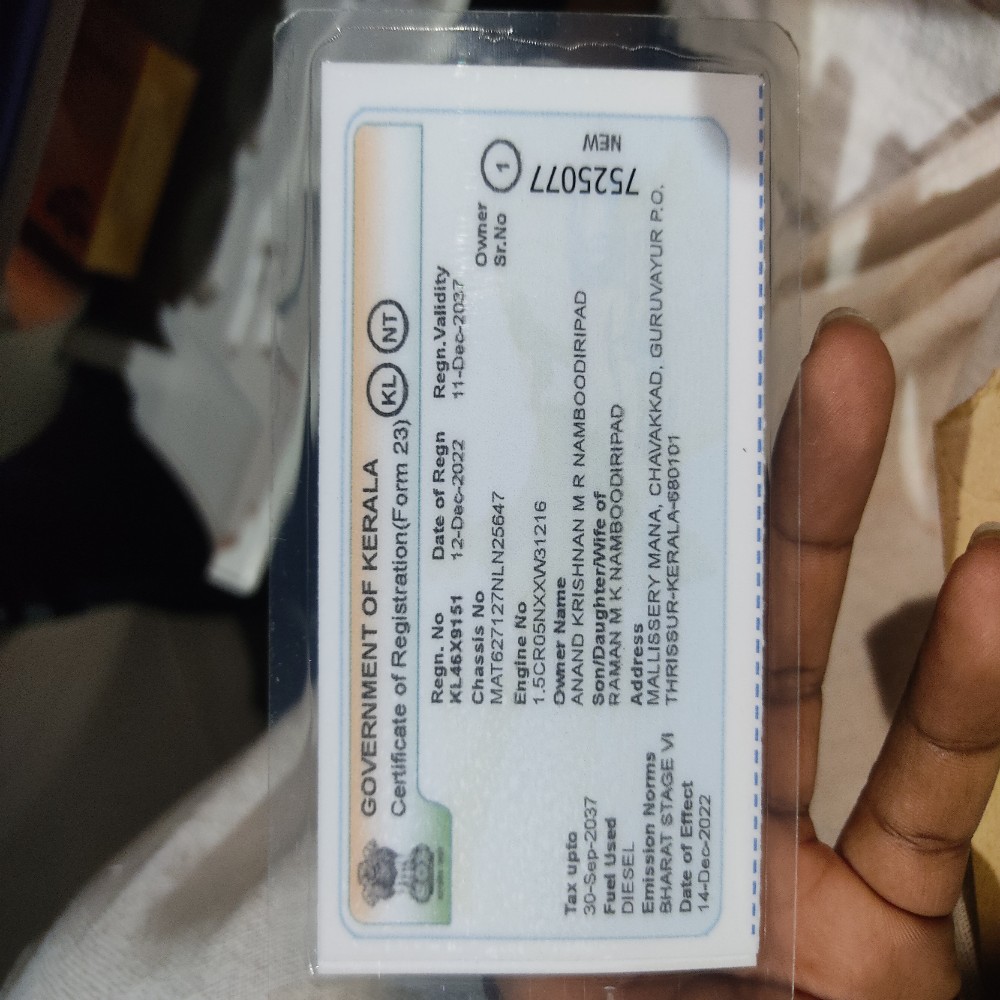 GOVERNMENT OF KERALA
Certificate of Registration(Form 23) KL NT
Regn. No Date of Regn Regn.Validity
KL46X9151 12-Dec-2022 11-Dec-2037
Chassis No
MAT627127NLN25647
Owner
Sr.No 1
Engine No
1.5CR05NXXW31216
Owner Name
ANAND KRISHNAN M R NAMBOODIRIPAD
Son/Daughter/Wife of
RAMAN M K NAMBOODIRIPAD
Address
MALLISSERY MANA, CHAVAKKAD, GURUVAYUR P.O.
THRISSUR-KERALA-680101
7525077
NEW
Tax upto
30-Sep-2037
Fuel Used
DIESEL
Emission Norms
BHARAT STAGE VI
Date of Effect
14-Dec-2022